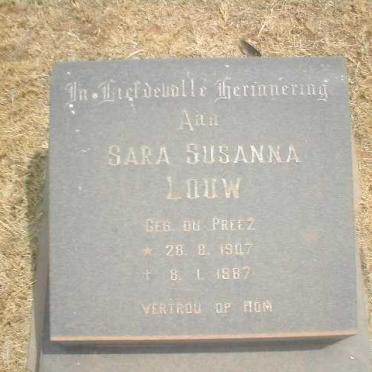 In Liefdevolle Herinnering
Aan
SARA SUSANNA
LOUW
GEB. DU PREEZ
* 28. 8. 1907
† 8. 1. 1987
VERTROU OP HOM